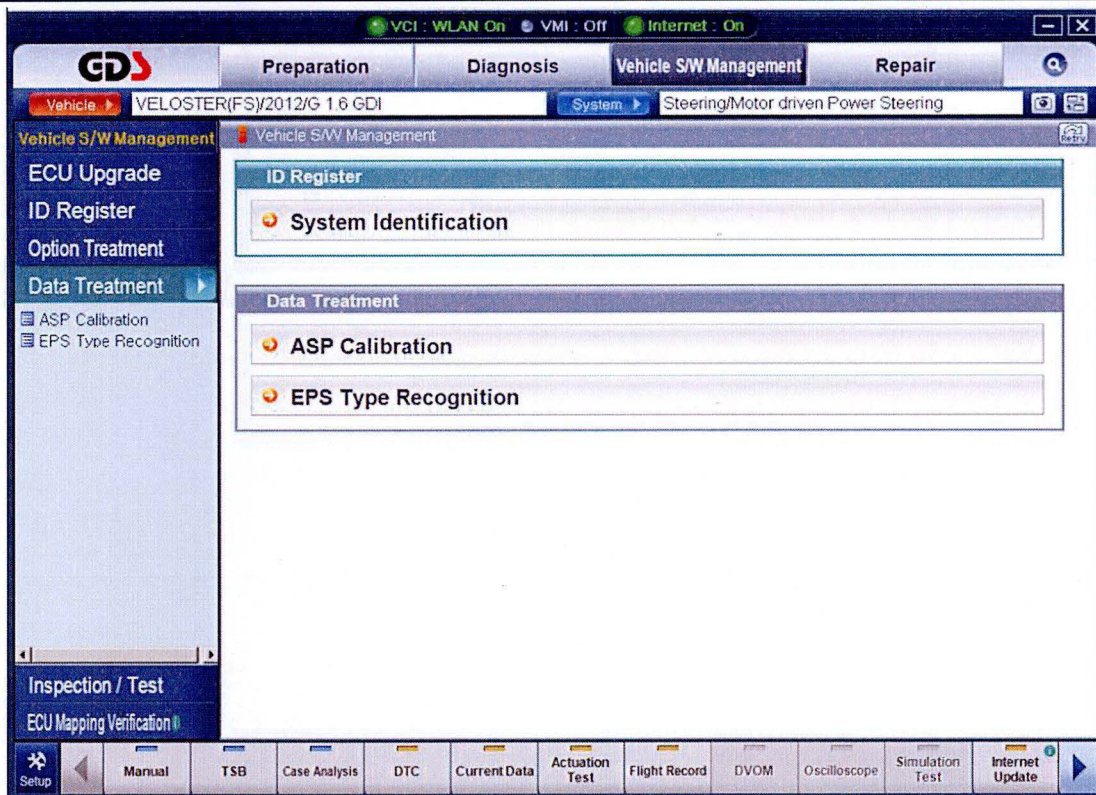 VCI : WLAN On VMI : Off Internet : On
GDS
Preparation
Diagnosis
Vehicle S/W Management
Repair
Vehicle
VELOSTER(FS)/2012/G 1.6 GDI
System
Steering/Motor driven Power Steering
Vehicle S/W Management
Vehicle S/W Management
Retry
ECU Upgrade
ID Register
Option Treatment
Data Treatment
ASP Calibration
EPS Type Recognition
ID Register
System Identification
Data Treatment
ASP Calibration
EPS Type Recognition
Inspection / Test
ECU Mapping Verification
Setup
Manual
TSB
Case Analysis
DTC
Current Data
Actuation
Test
Flight Record
DVOM
Oscilloscope
Simulation
Test
Internet
Update